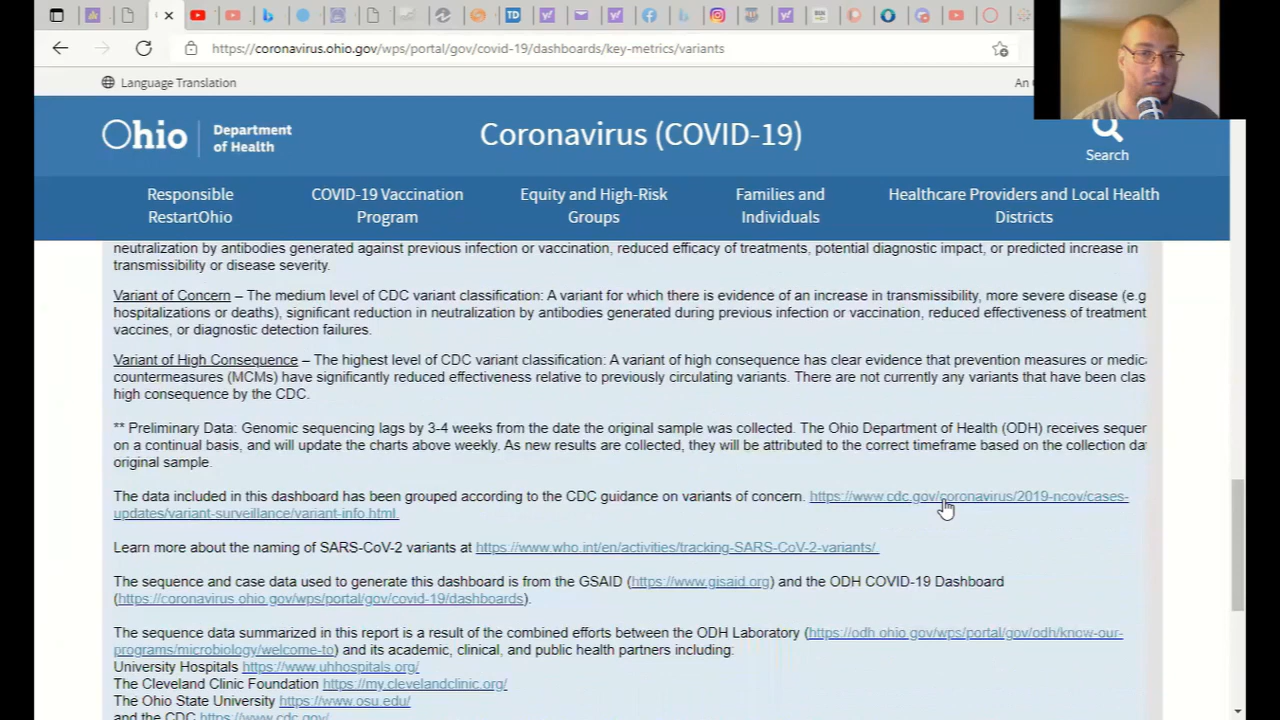 https://coronavirus.ohio.gov/wps/portal/gov/covid-19/dashboards/key-metrics/variants
Language Translation
An
Ohio
Department
of Health
Coronavirus (COVID-19)
Search
Responsible
RestartOhio
COVID-19 Vaccination
Program
Equity and High-Risk
Groups
Families and
Individuals
Healthcare Providers and Local Health
Districts
neutralization by antibodies generated against previous infection or vaccination, reduced efficacy of treatments, potential diagnostic impact, or predicted increase in
transmissibility or disease severity.
Variant of Concern – The medium level of CDC variant classification: A variant for which there is evidence of an increase in transmissibility, more severe disease (e.g
hospitalizations or deaths), significant reduction in neutralization by antibodies generated during previous infection or vaccination, reduced effectiveness of treatment
vaccines, or diagnostic detection failures.
Variant of High Consequence – The highest level of CDC variant classification: A variant of high consequence has clear evidence that prevention measures or medic
countermeasures (MCMs) have significantly reduced effectiveness relative to previously circulating variants. There are not currently any variants that have been clas
high consequence by the CDC.
** Preliminary Data: Genomic sequencing lags by 3-4 weeks from the date the original sample was collected. The Ohio Department of Health (ODH) receives sequer
on a continual basis, and will update the charts above weekly. As new results are collected, they will be attributed to the correct timeframe based on the collection da
original sample.
The data included in this dashboard has been grouped according to the CDC guidance on variants of concern. https://www.cdc.gov/coronavirus/2019-ncov/cases-
updates/variant-surveillance/variant-info.html.
Learn more about the naming of SARS-CoV-2 variants at https://www.who.int/en/activities/tracking-SARS-CoV-2-variants/.
The sequence and case data used to generate this dashboard is from the GSAID (https://www.gisaid.org) and the ODH COVID-19 Dashboard
(https://coronavirus.ohio.gov/wps/portal/gov/covid-19/dashboards).
The sequence data summarized in this report is a result of the combined efforts between the ODH Laboratory (https://odh.ohio.gov/wps/portal/gov/odh/know-our-
programs/microbiology/welcome-to) and its academic, clinical, and public health partners including:
University Hospitals https://www.uhhospitals.org/
The Cleveland Clinic Foundation https://my.clevelandclinic.org/
The Ohio State University https://www.osu.edu/
and the CDC https://www.cdc.gov/